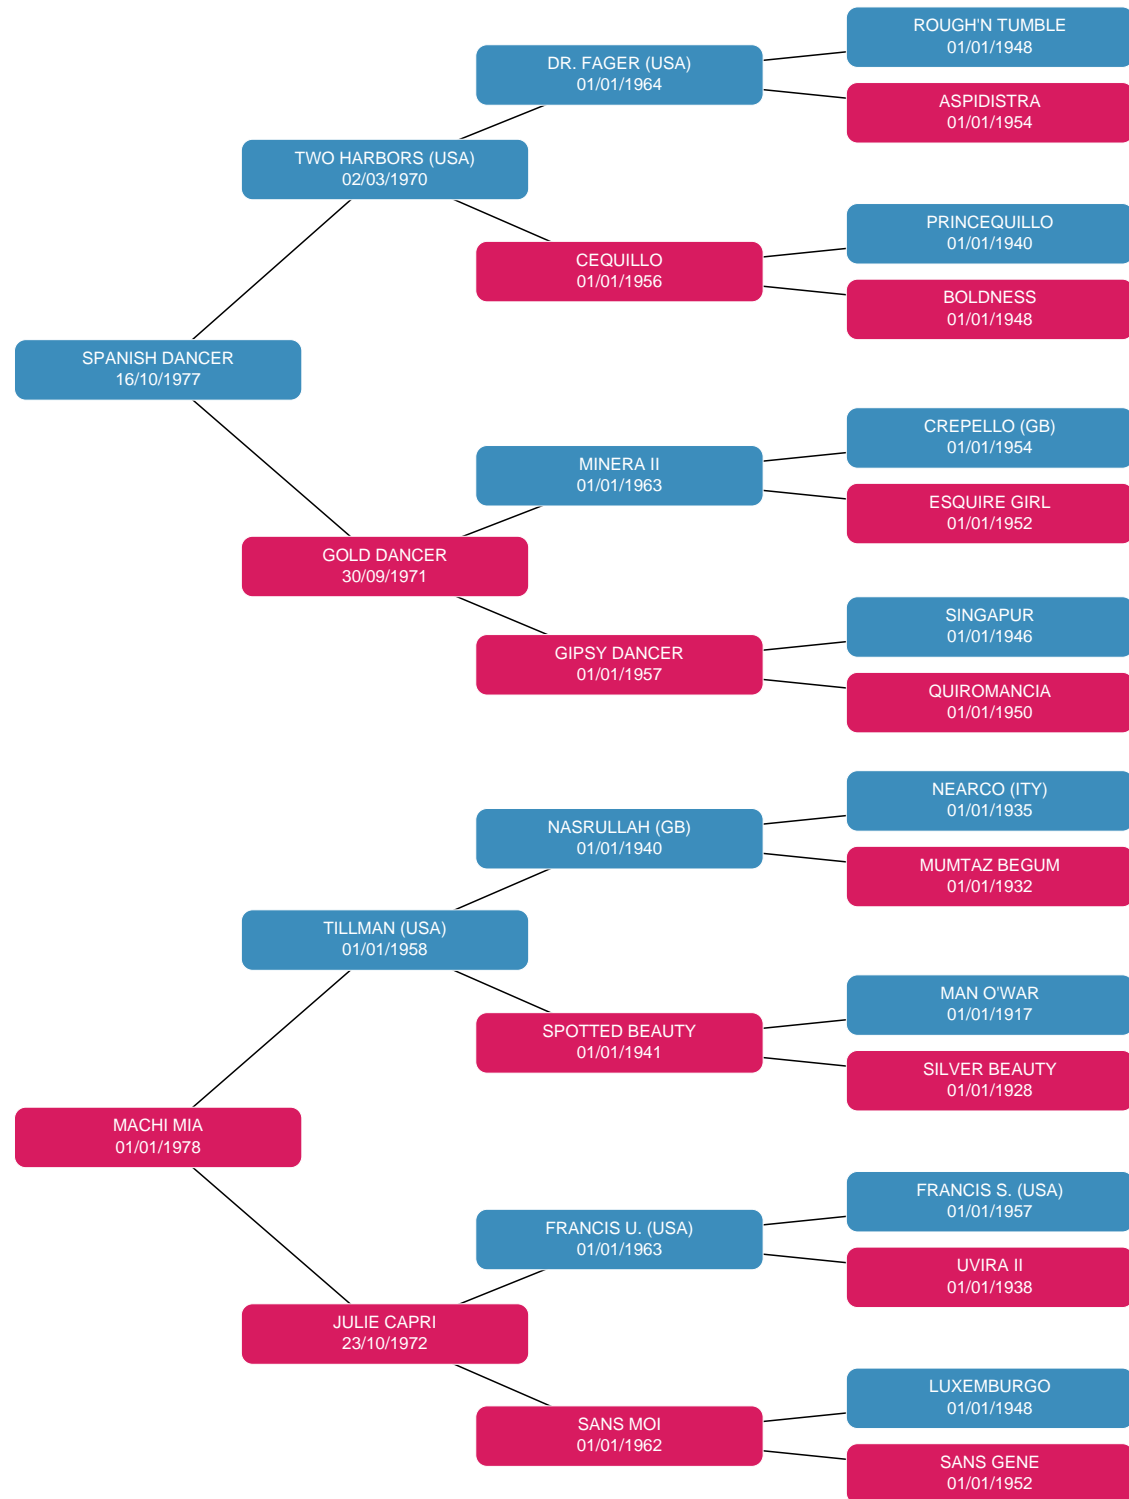 ROUGH'N TUMBLE
01/01/1948
DR. FAGER (USA)
01/01/1964
ASPIDISTRA
01/01/1954
TWO HARBORS (USA)
02/03/1970
PRINCEQUILLO
01/01/1940
CEQUILLO
01/01/1956
BOLDNESS
01/01/1948
SPANISH DANCER
16/10/1977
CREPELLO (GB)
01/01/1954
MINERA II
01/01/1963
ESQUIRE GIRL
01/01/1952
GOLD DANCER
30/09/1971
SINGAPUR
01/01/1946
GIPSY DANCER
01/01/1957
QUIROMANCIA
01/01/1950
NEARCO (ITY)
01/01/1935
NASRULLAH (GB)
01/01/1940
MUMTAZ BEGUM
01/01/1932
TILLMAN (USA)
01/01/1958
MAN O'WAR
01/01/1917
SPOTTED BEAUTY
01/01/1941
SILVER BEAUTY
01/01/1928
MACHI MIA
01/01/1978
FRANCIS S. (USA)
01/01/1957
FRANCIS U. (USA)
01/01/1963
UVIRA II
01/01/1938
JULIE CAPRI
23/10/1972
LUXEMBURGO
01/01/1948
SANS MOI
01/01/1962
SANS GENE
01/01/1952